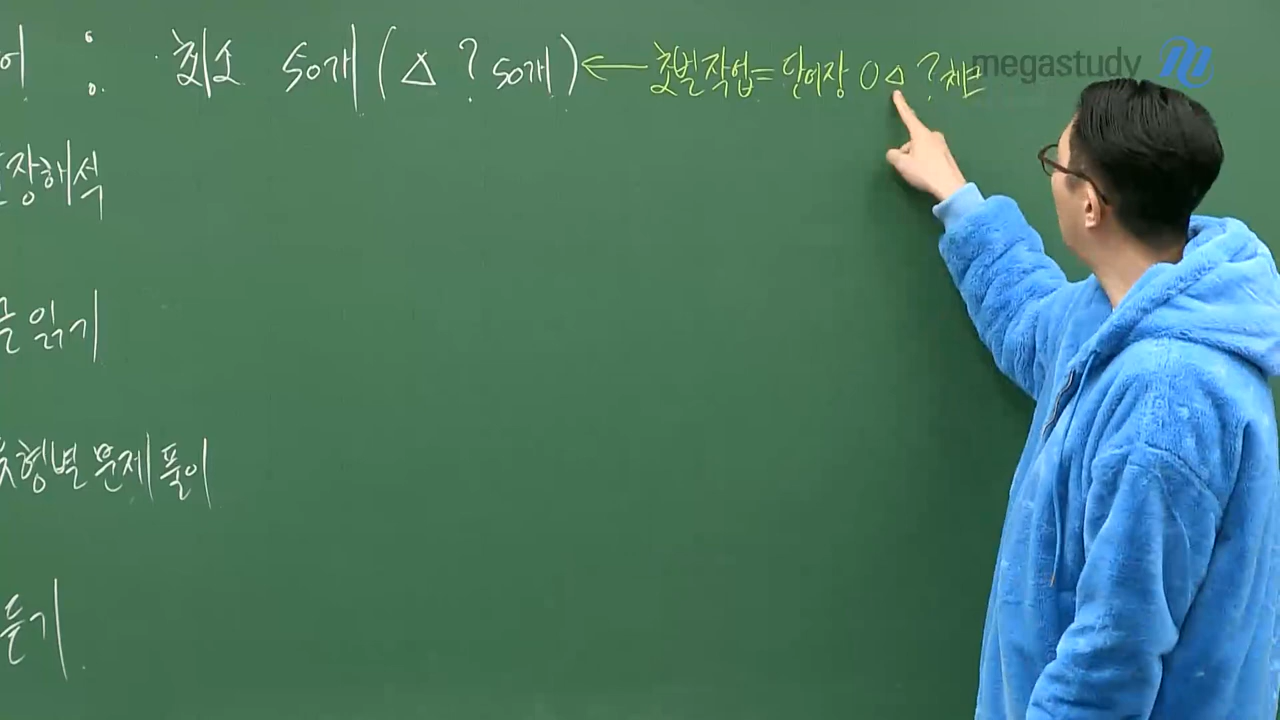 어 : 최소 50개 (△ ? 50개) ← 초벌작업 = 단어장 O △ ? 체크
megastudy
장해석
글 읽기
유형별 문제풀이
듣기